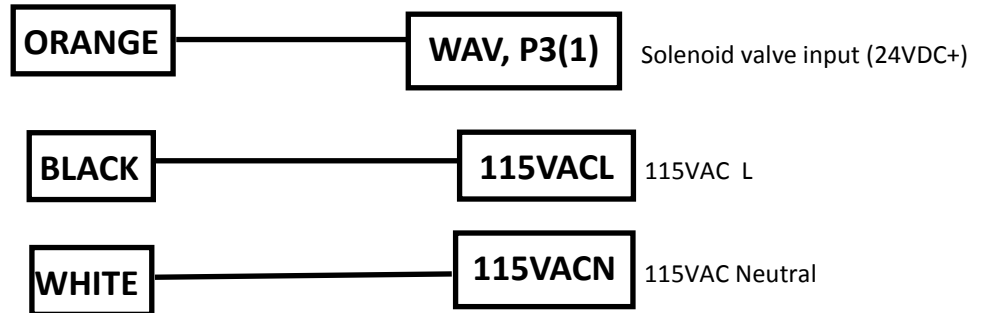 ORANGE WAV, P3(1) Solenoid valve input (24VDC+)
BLACK 115VACL 115VAC L
WHITE 115VACN 115VAC Neutral